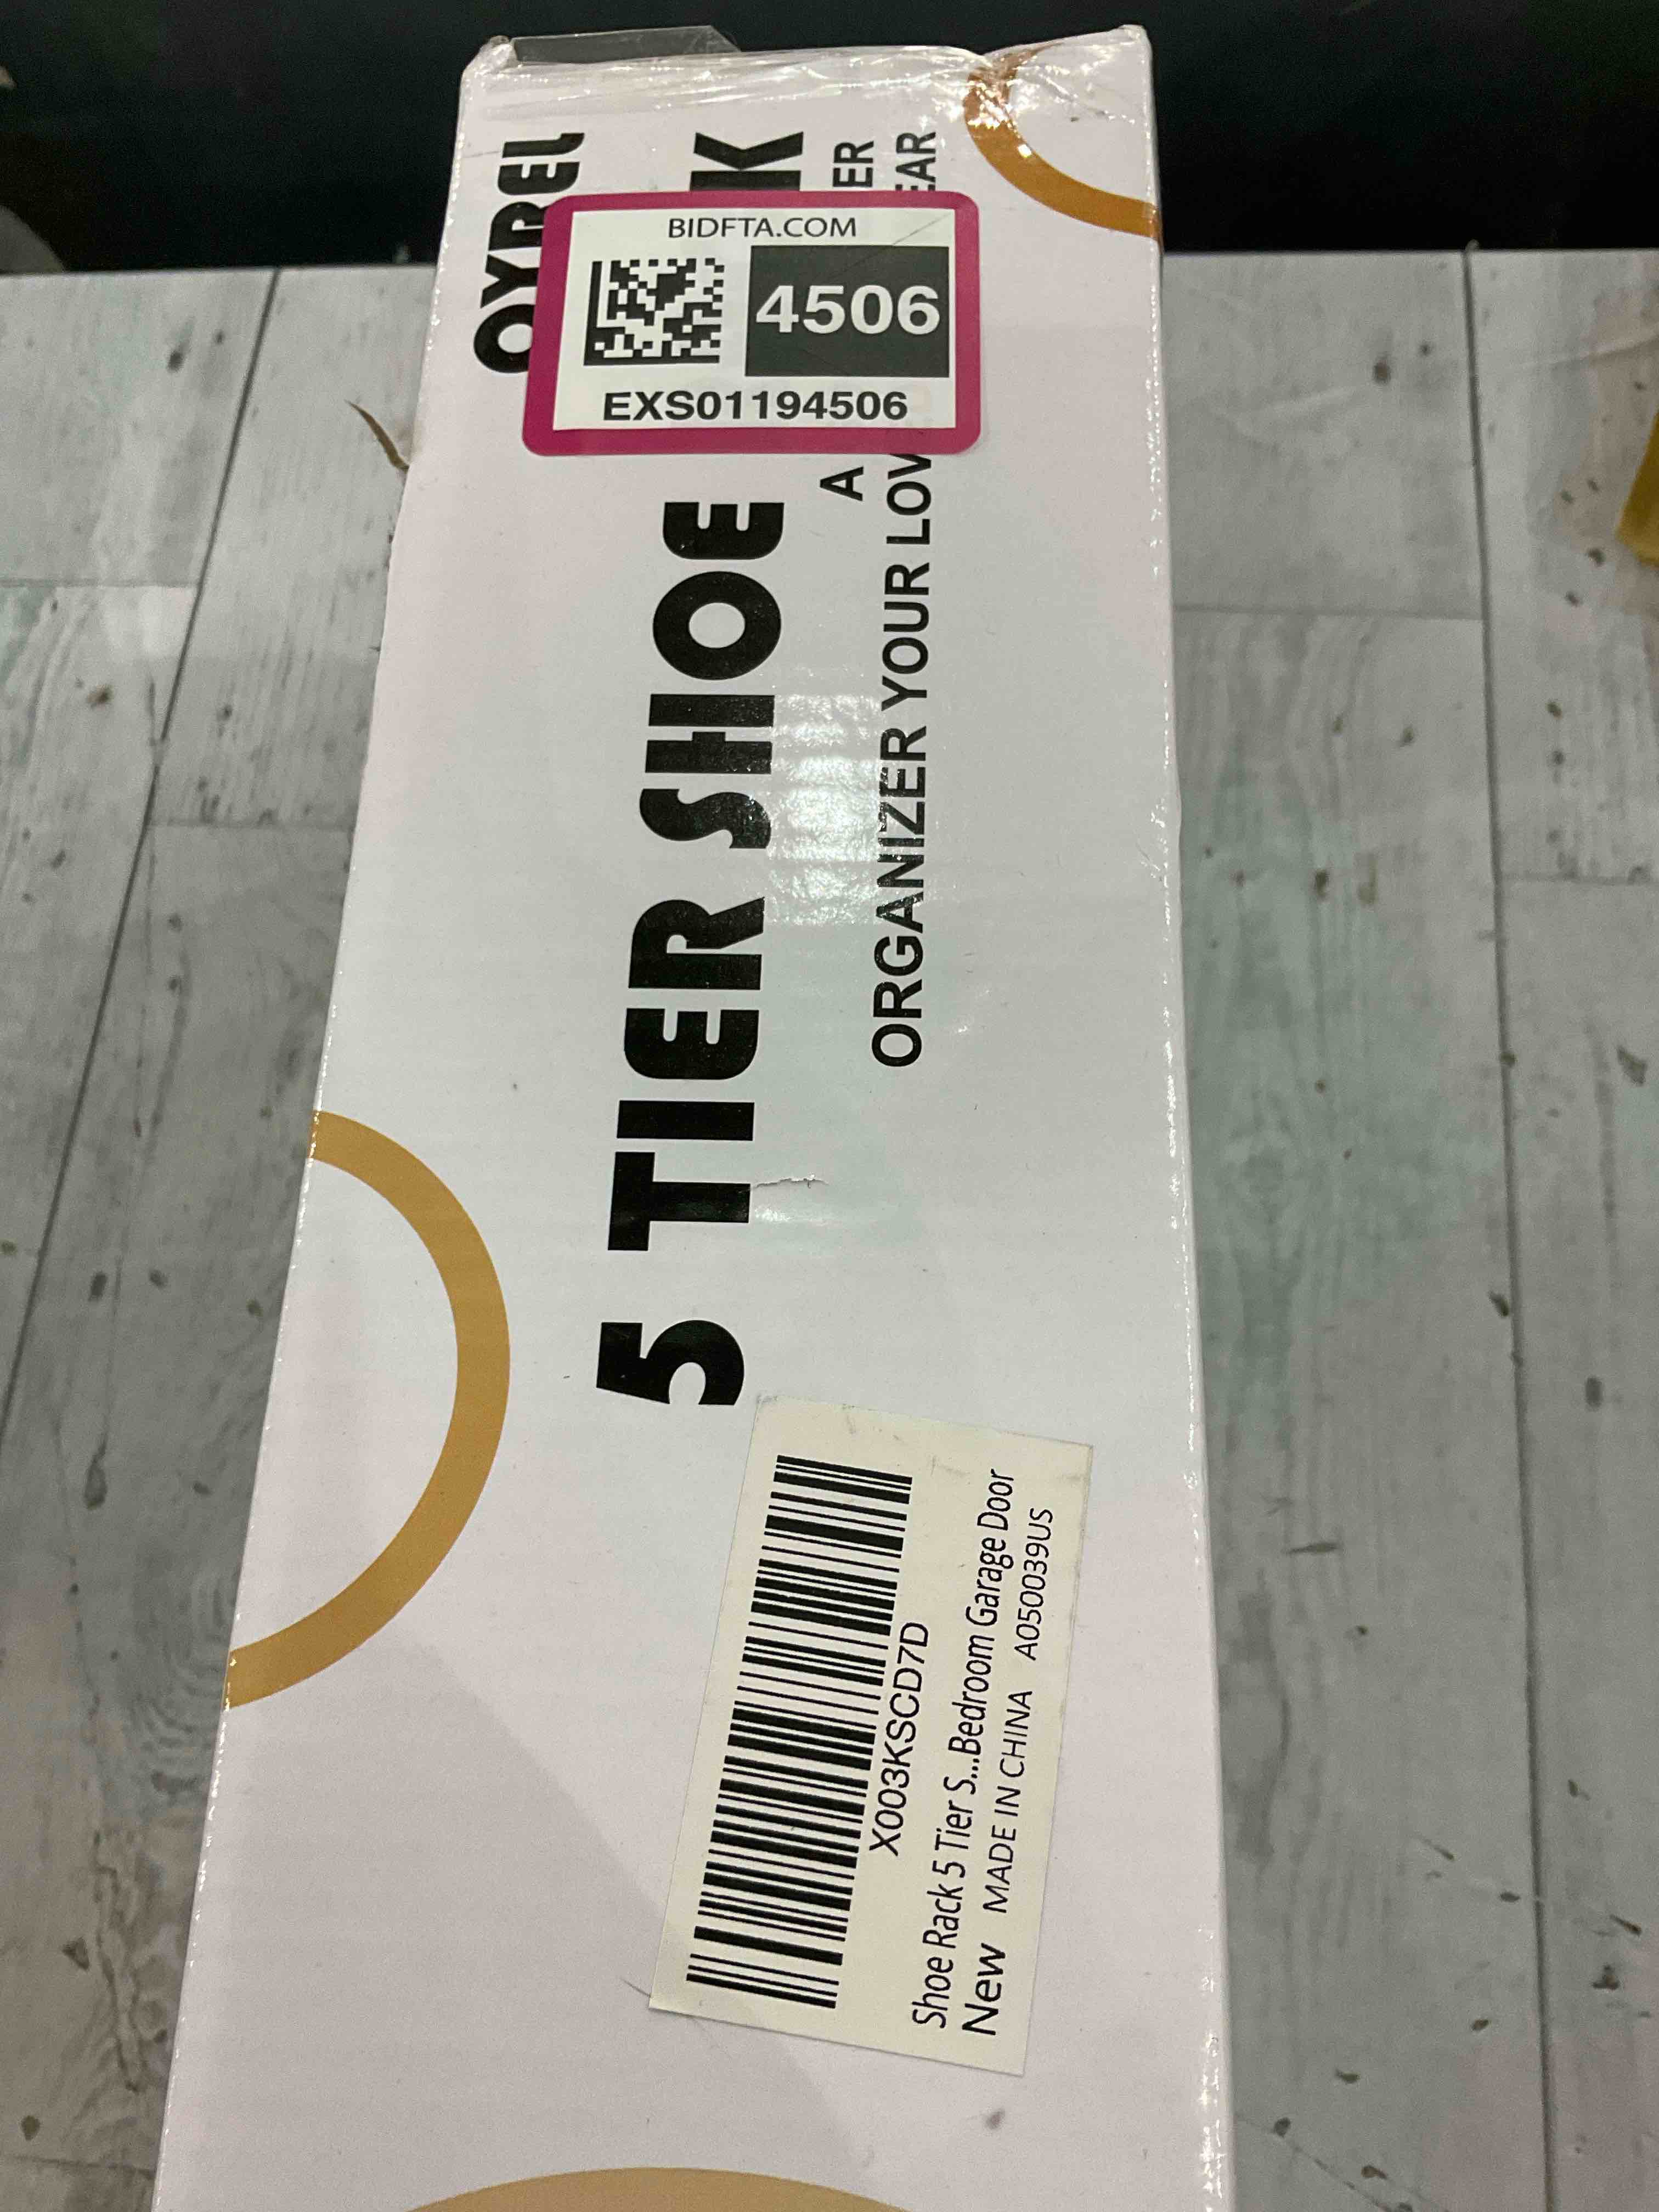 OYREL
5 TIER SHOE
A
ORGANIZER YOUR
BIDFTA.COM
4506
EXS01194506
X003KSCD7D
Shoe Rack 5 Tier S...Bedroom Garage Door
New MADE IN CHINA A050039US